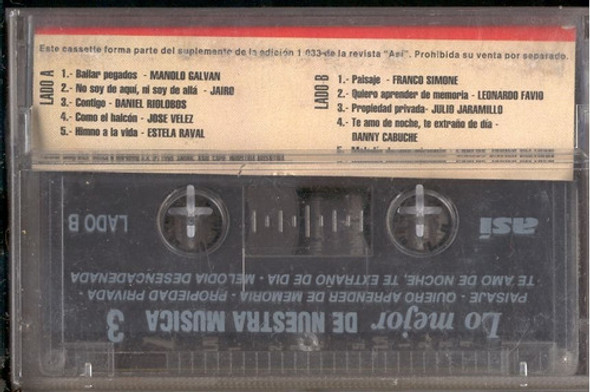 Este cassette forma parte del suplemento de la edición 1.033 de la revista "Así". Prohibida su venta por separado.
LADO A
1.- Bailar pegados - MANOLO GALVAN
2.- No soy de aquí, ni soy de allá - JAIRO
3.- Contigo - DANIEL RIOLOBOS
4.- Como el halcón - JOSE VELEZ
5.- Himno a la vida - ESTELA RAVAL
LADO B
1.- Paisaje - FRANCO SIMONE
2.- Quiero aprender de memoria - LEONARDO FAVIO
3.- Propiedad privada- JULIO JARAMILLO
4.- Te amo de noche, te extraño de día -
DANNY CABUCHE
Lo mejor DE NUESTRA MUSICA 3
PAISAJE - QUIERO APRENDER DE MEMORIA - PROPIEDAD PRIVADA -
TE AMO DE NOCHE, TE EXTRAÑO DE DIA - MELODIA DESENCADENADA
asi
LADO B